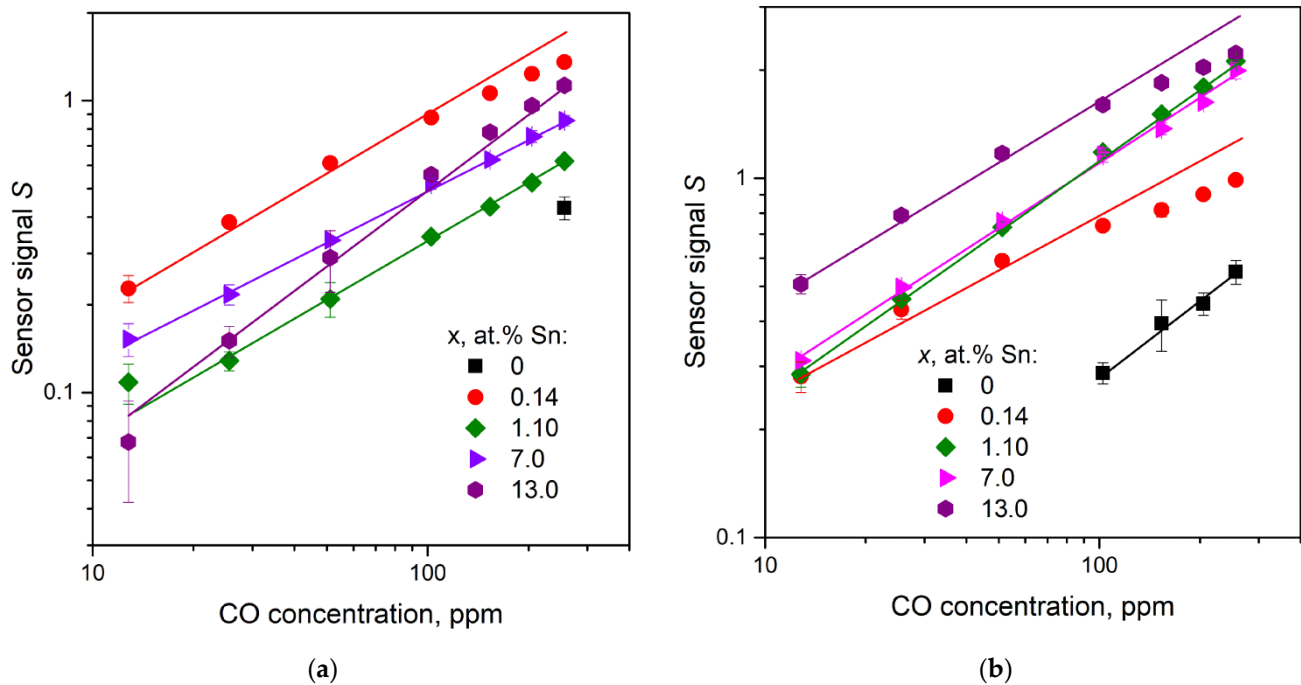 1
0.1
Sensor signal S
x, at.% Sn:
0
0.14
1.10
7.0
13.0
10
100
CO concentration, ppm
(a)
1
0.1
Sensor signal S
x, at.% Sn:
0
0.14
1.10
7.0
13.0
10
100
CO concentration, ppm
(b)